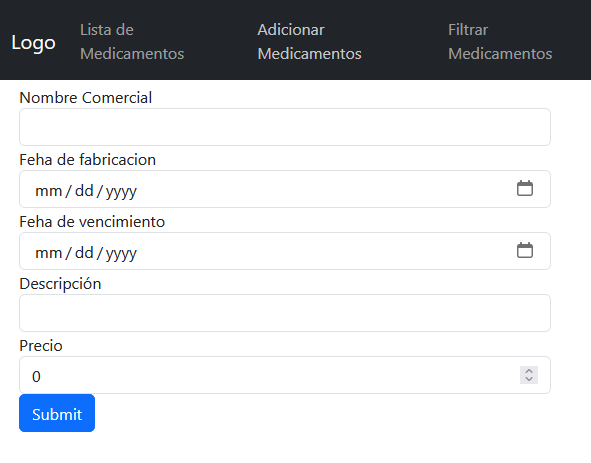 Logo
Lista de
Medicamentos
Adicionar
Medicamentos
Filtrar
Medicamentos
Nombre Comercial
Feha de fabricacion
mm/dd/yyyy
Feha de vencimiento
mm/dd/yyyy
Descripción
Precio
0
Submit